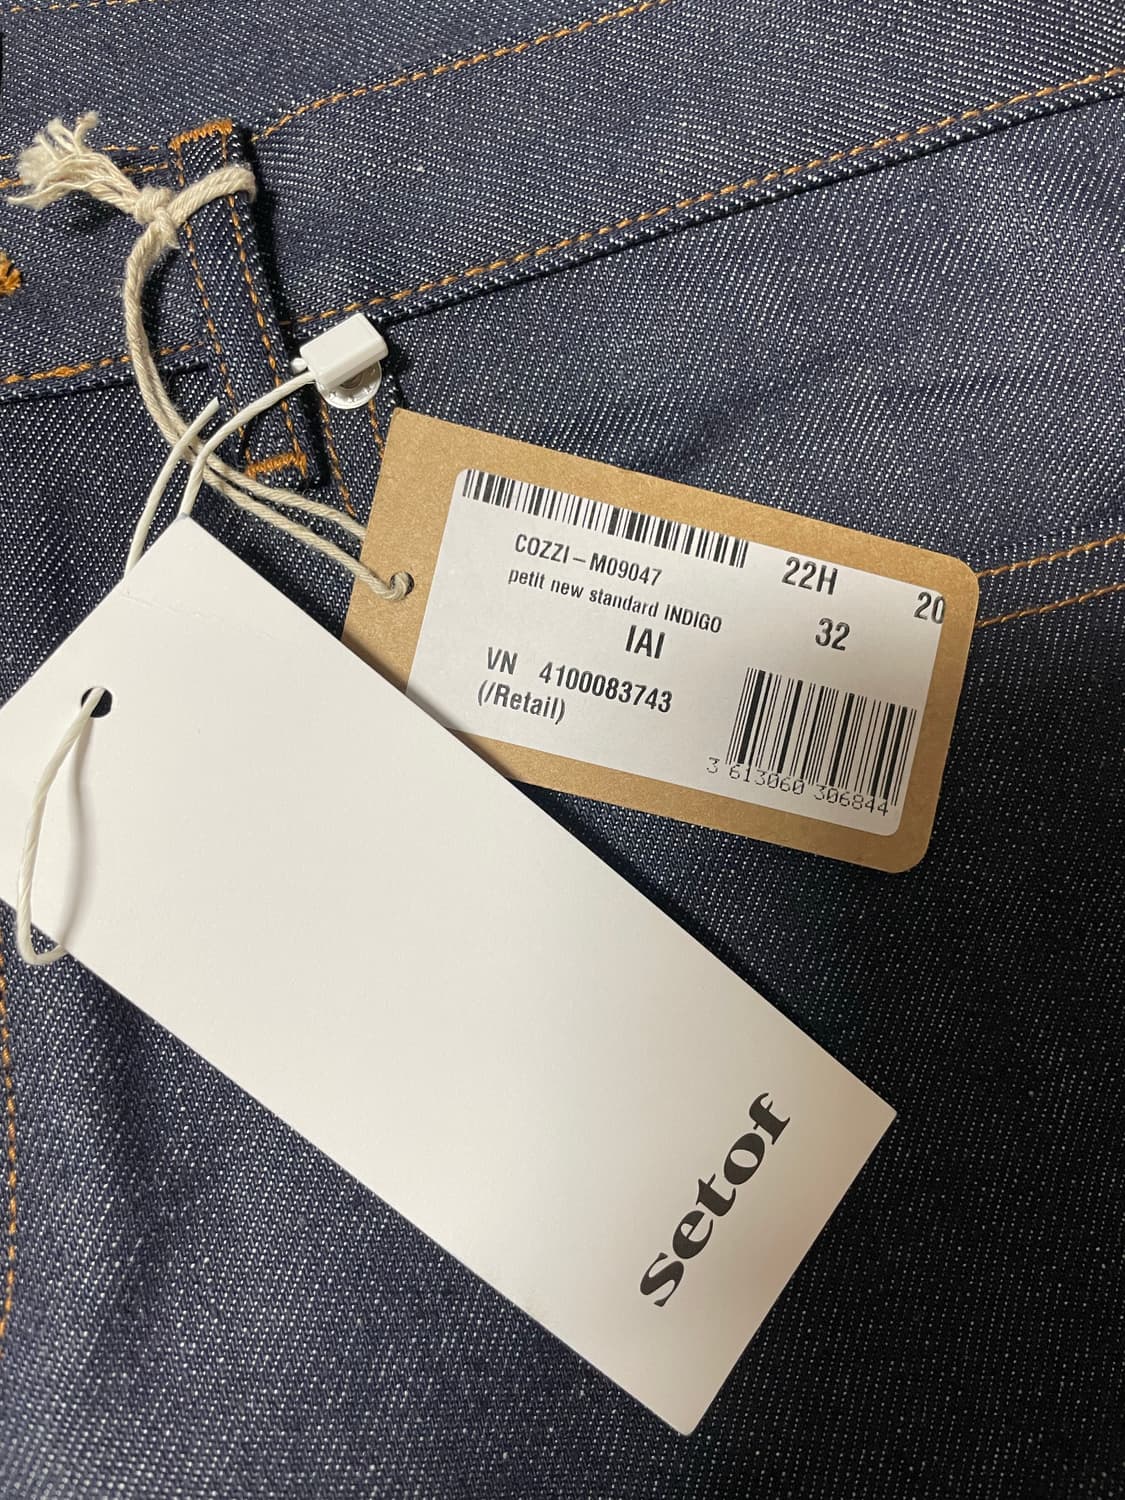 COZZI-M09047
22H
20
petit new standard INDIGO
32
IAI
VN 4100083743
(/Retail)
3 613060 306844
Setof